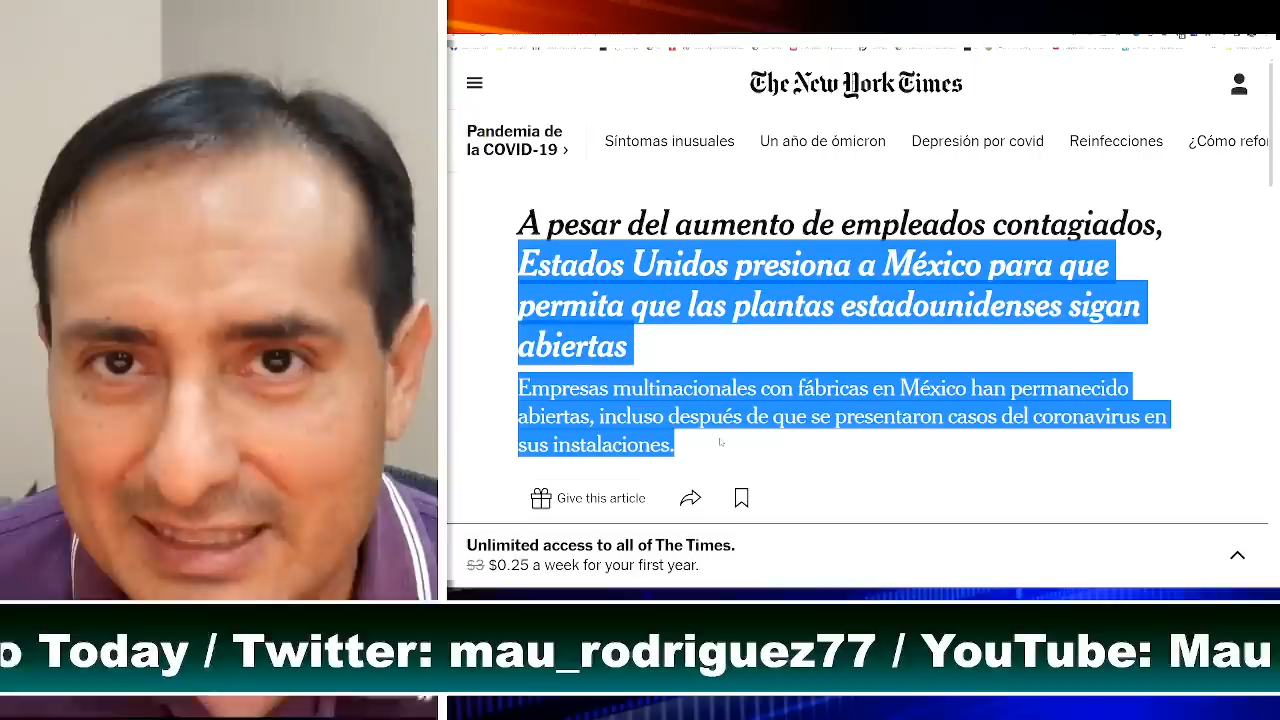 The New York Times
Pandemia de
la COVID-19 ›
Síntomas inusuales
Un año de ómicron
Depresión por covid
Reinfecciones
¿Cómo refo
A pesar del aumento de empleados contagiados,
Estados Unidos presiona a México para que
permita que las plantas estadounidenses sigan
abiertas
Empresas multinacionales con fábricas en México han permanecido
abiertas, incluso después de que se presentaron casos del coronavirus en
sus instalaciones.
Give this article
Unlimited access to all of The Times.
$3 $0.25 a week for your first year.
o Today / Twitter: mau_rodriguez77 / YouTube: Mau